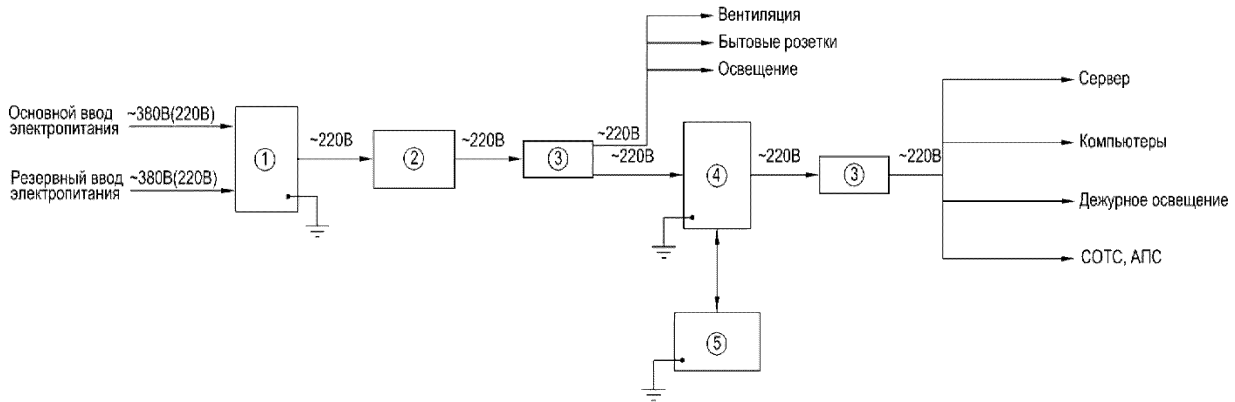 Вентиляция
Бытовые розетки
Освещение
Основной ввод
электропитания
~380В(220В)
Резервный ввод
электропитания
~380В(220В)
1
~220В
2
~220В
3
~220В
~220В
4
~220В
3
~220В
Сервер
Компьютеры
Дежурное освещение
СОТС, АПС
5